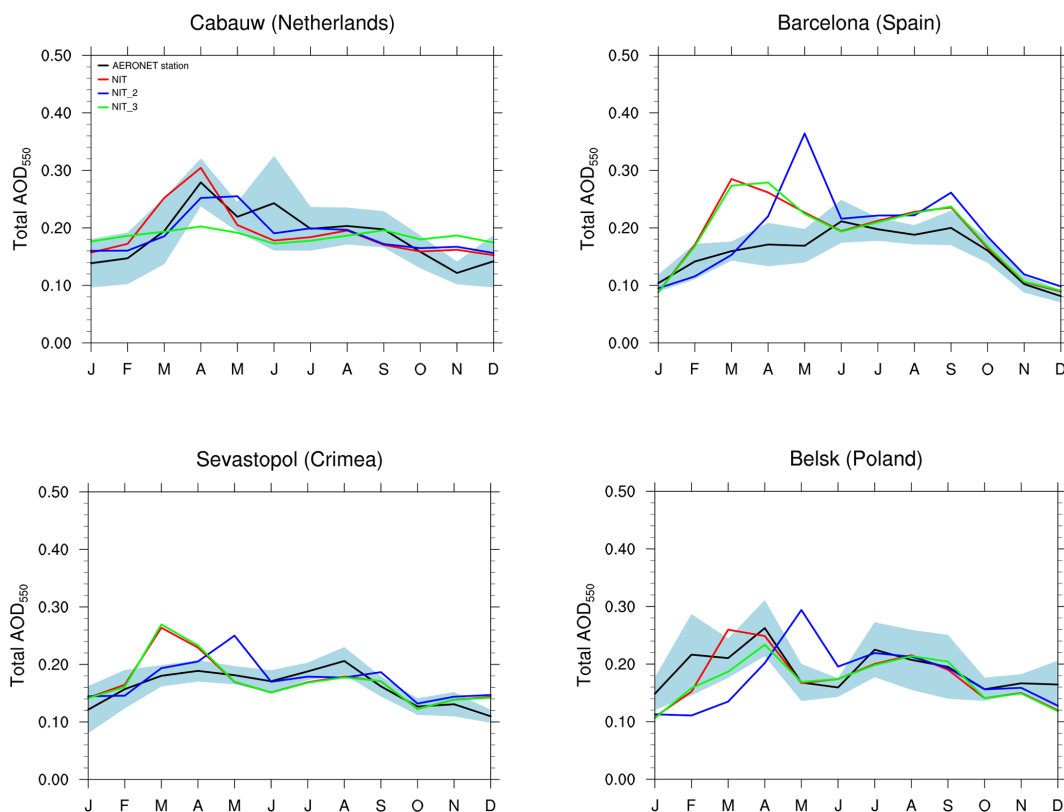 Cabauw (Netherlands)
Total AOD550
0.50
0.40
0.30
0.20
0.10
0.00
AERONET station
NIT
NIT_2
NIT_3
J F M A M J J A S O N D
Barcelona (Spain)
Total AOD550
0.50
0.40
0.30
0.20
0.10
0.00
J F M A M J J A S O N D
Sevastopol (Crimea)
Total AOD550
0.50
0.40
0.30
0.20
0.10
0.00
J F M A M J J A S O N D
Belsk (Poland)
Total AOD550
0.50
0.40
0.30
0.20
0.10
0.00
J F M A M J J A S O N D